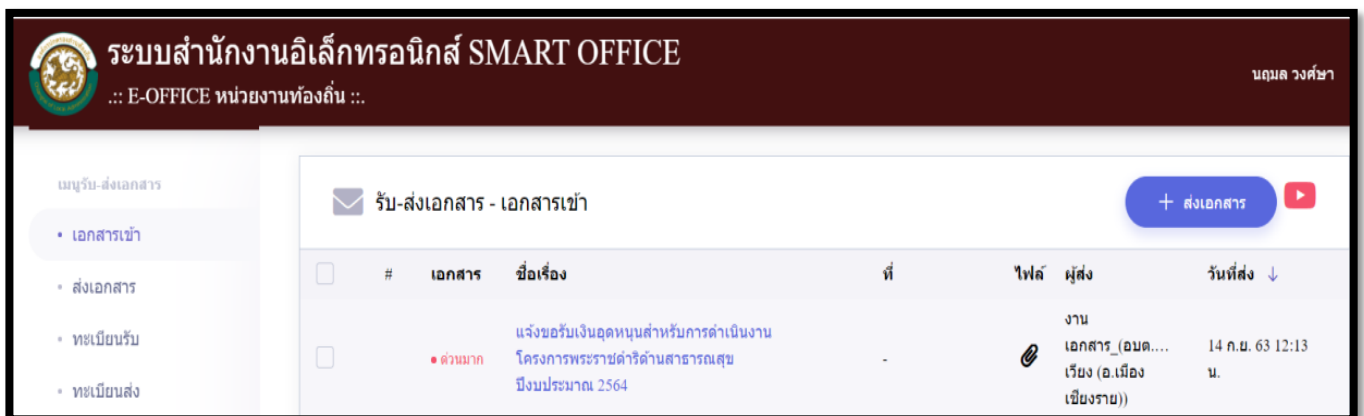 ระบบสำนักงานอิเล็กทรอนิกส์ SMART OFFICE
.:: E-OFFICE หน่วยงานท้องถิ่น ::.
นฤมล วงศ์ษา
เมนูรับ-ส่งเอกสาร
เอกสารเข้า
ส่งเอกสาร
ทะเบียนรับ
ทะเบียนส่ง
รับ-ส่งเอกสาร - เอกสารเข้า
+ ส่งเอกสาร
# เอกสาร ชื่อเรื่อง ที่ ไฟล์ ผู้ส่ง วันที่ส่ง ↓
ด่วนมาก
แจ้งขอรับเงินอุดหนุนสำหรับการดำเนินงาน
โครงการพระราชดำริด้านสาธารณสุข
ปีงบประมาณ 2564
-
งาน
เอกสาร_(อบต....
เวียง (อ.เมือง
เชียงราย))
14 ก.ย. 63 12:13
น.